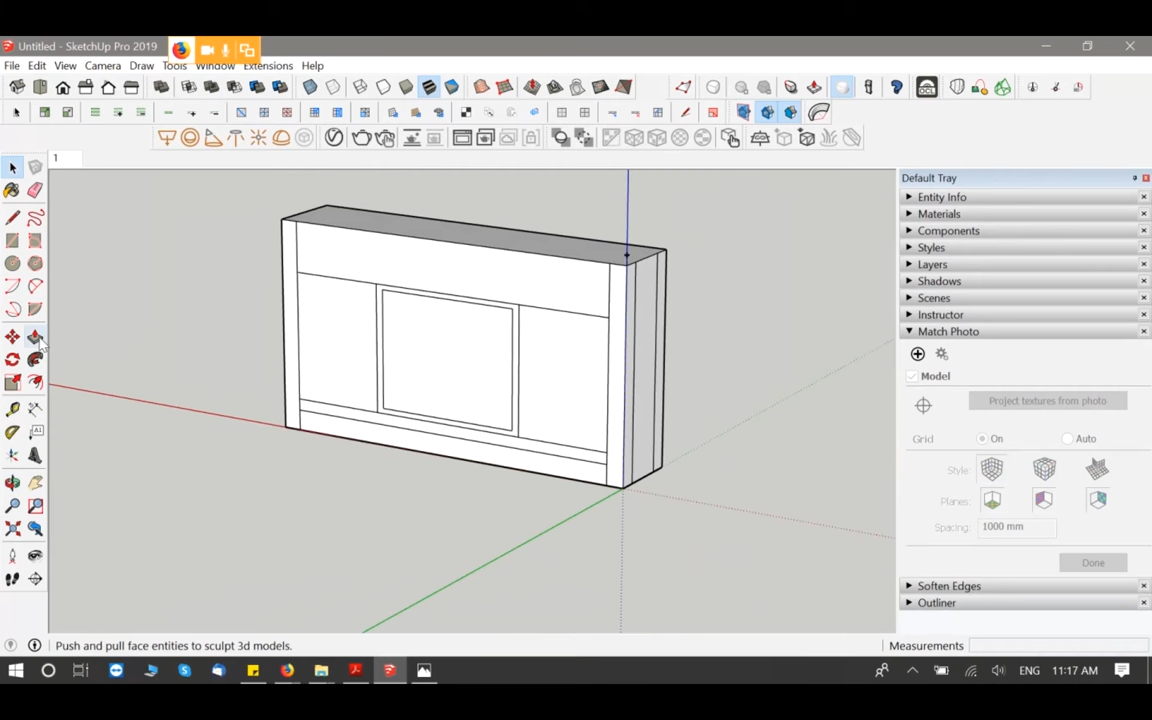 Untitled - SketchUp Pro 2019
File Edit View Camera Draw Tools Window Extensions Help
1
Default Tray
Entity Info
Materials
Components
Styles
Layers
Shadows
Scenes
Instructor
Match Photo
Model
Project textures from photo
Grid On Auto
Style:
Planes:
Spacing: 1000 mm
Done
Soften Edges
Outliner
A1
Push and pull face entities to sculpt 3d models.
Measurements
ENG 11:17 AM